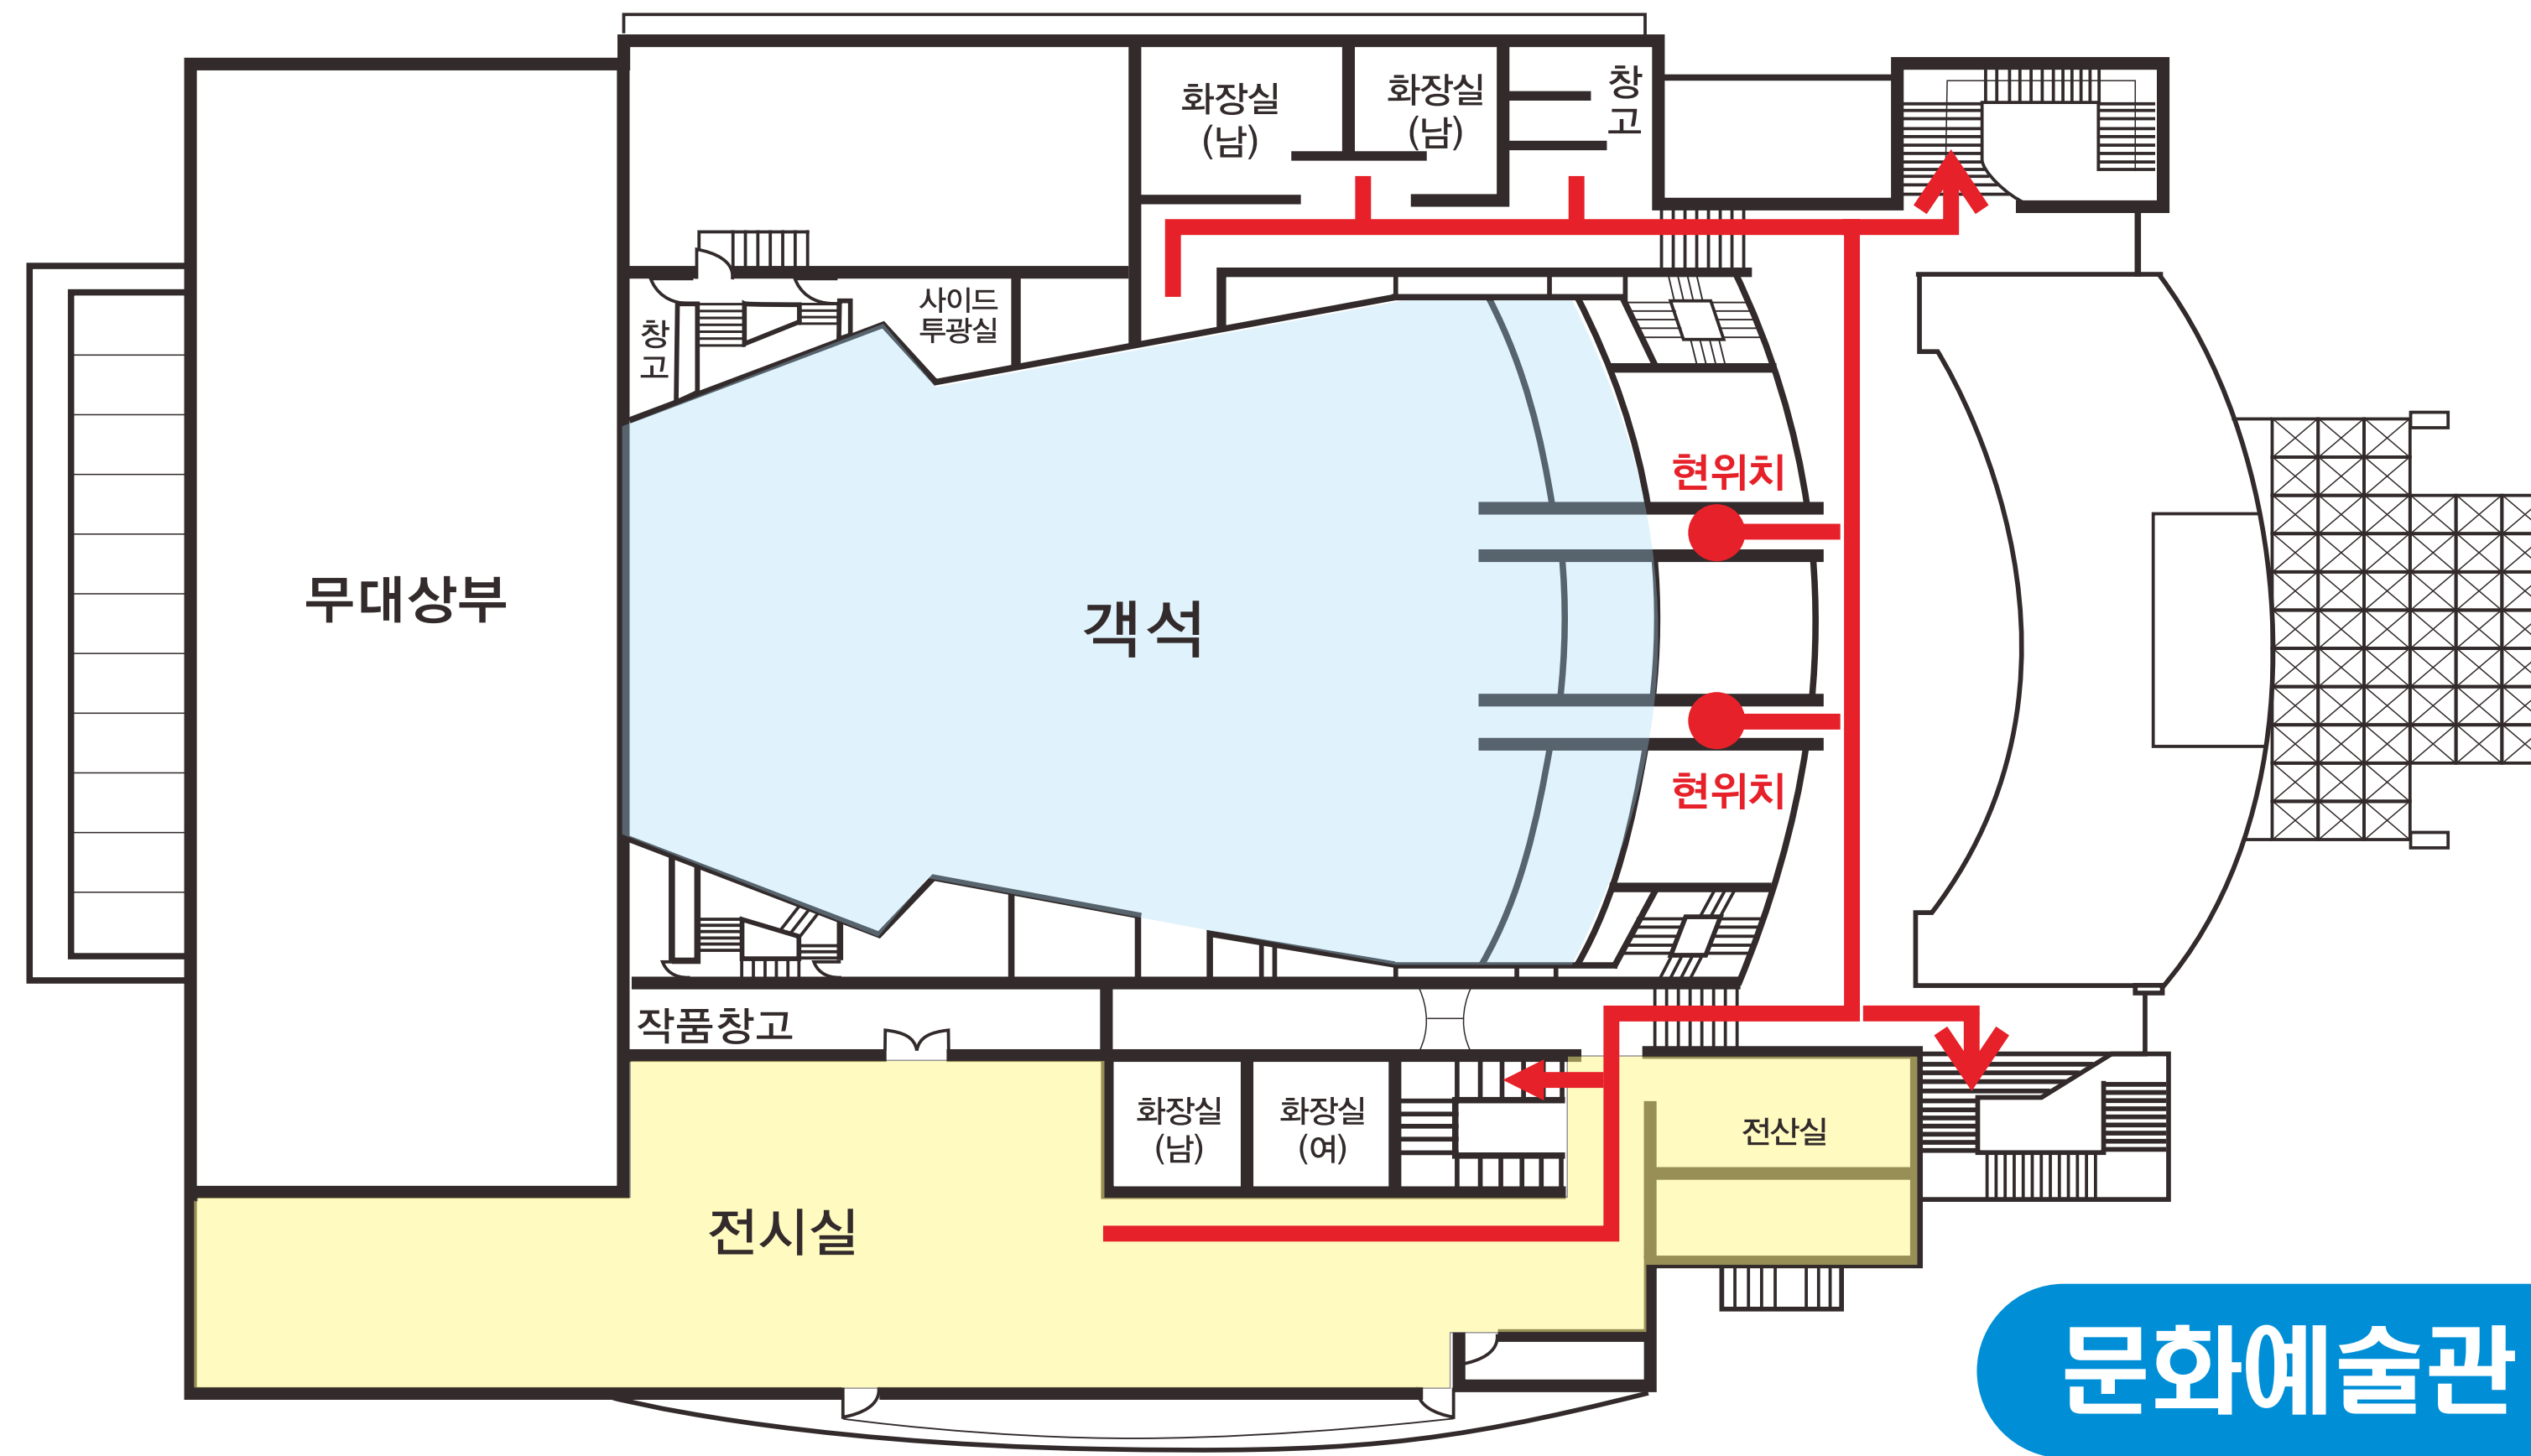 화장실
(남)
화장실
(남)
창
고
사이드
투광실
창
고
현위치
무대상부
객석
현위치
작품창고
화장실
(남)
화장실
(여)
전산실
전시실
문화예술관